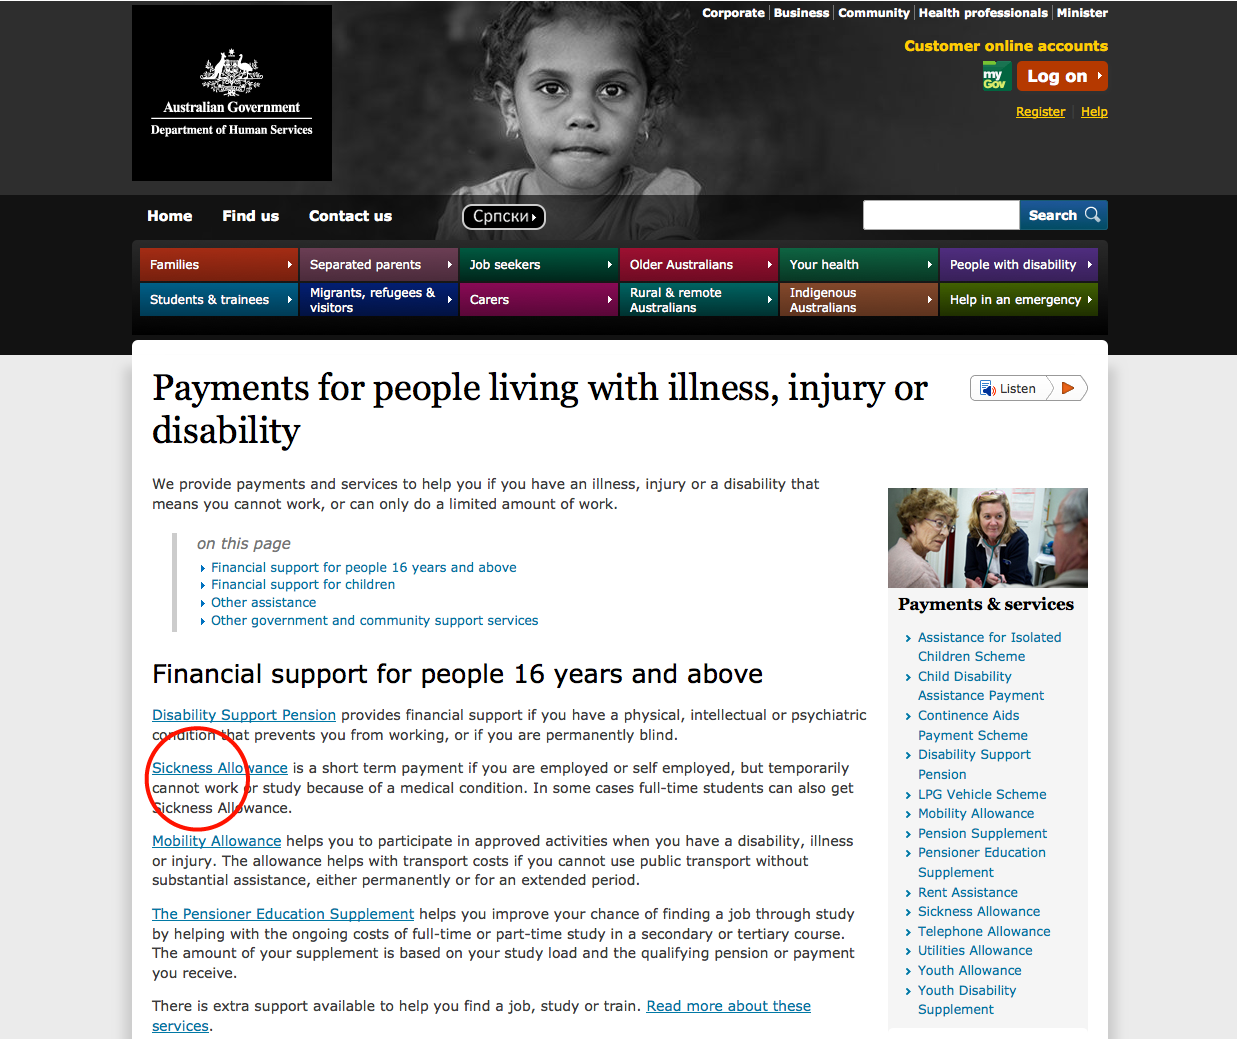 Corporate Business Community Health professionals Minister
Customer online accounts
my
Gov
Log on
Register Help
Australian Government
Department of Human Services
Home Find us Contact us Српски Search
Families Separated parents Job seekers Older Australians Your health People with disability
Students & trainees Migrants, refugees & visitors Carers Rural & remote Australians Indigenous Australians Help in an emergency
Payments for people living with illness, injury or
disability
Listen
We provide payments and services to help you if you have an illness, injury or a disability that
means you cannot work, or can only do a limited amount of work.
on this page
Financial support for people 16 years and above
Financial support for children
Other assistance
Other government and community support services
Financial support for people 16 years and above
Disability Support Pension provides financial support if you have a physical, intellectual or psychiatric
condition that prevents you from working, or if you are permanently blind.
Sickness Allowance is a short term payment if you are employed or self employed, but temporarily
cannot work or study because of a medical condition. In some cases full-time students can also get
Sickness Allowance.
Mobility Allowance helps you to participate in approved activities when you have a disability, illness
or injury. The allowance helps with transport costs if you cannot use public transport without
substantial assistance, either permanently or for an extended period.
The Pensioner Education Supplement helps you improve your chance of finding a job through study
by helping with the ongoing costs of full-time or part-time study in a secondary or tertiary course.
The amount of your supplement is based on your study load and the qualifying pension or payment
you receive.
There is extra support available to help you find a job, study or train. Read more about these
services.
Payments & services
Assistance for Isolated
Children Scheme
Child Disability
Assistance Payment
Continence Aids
Payment Scheme
Disability Support
Pension
LPG Vehicle Scheme
Mobility Allowance
Pension Supplement
Pensioner Education
Supplement
Rent Assistance
Sickness Allowance
Telephone Allowance
Utilities Allowance
Youth Allowance
Youth Disability
Supplement